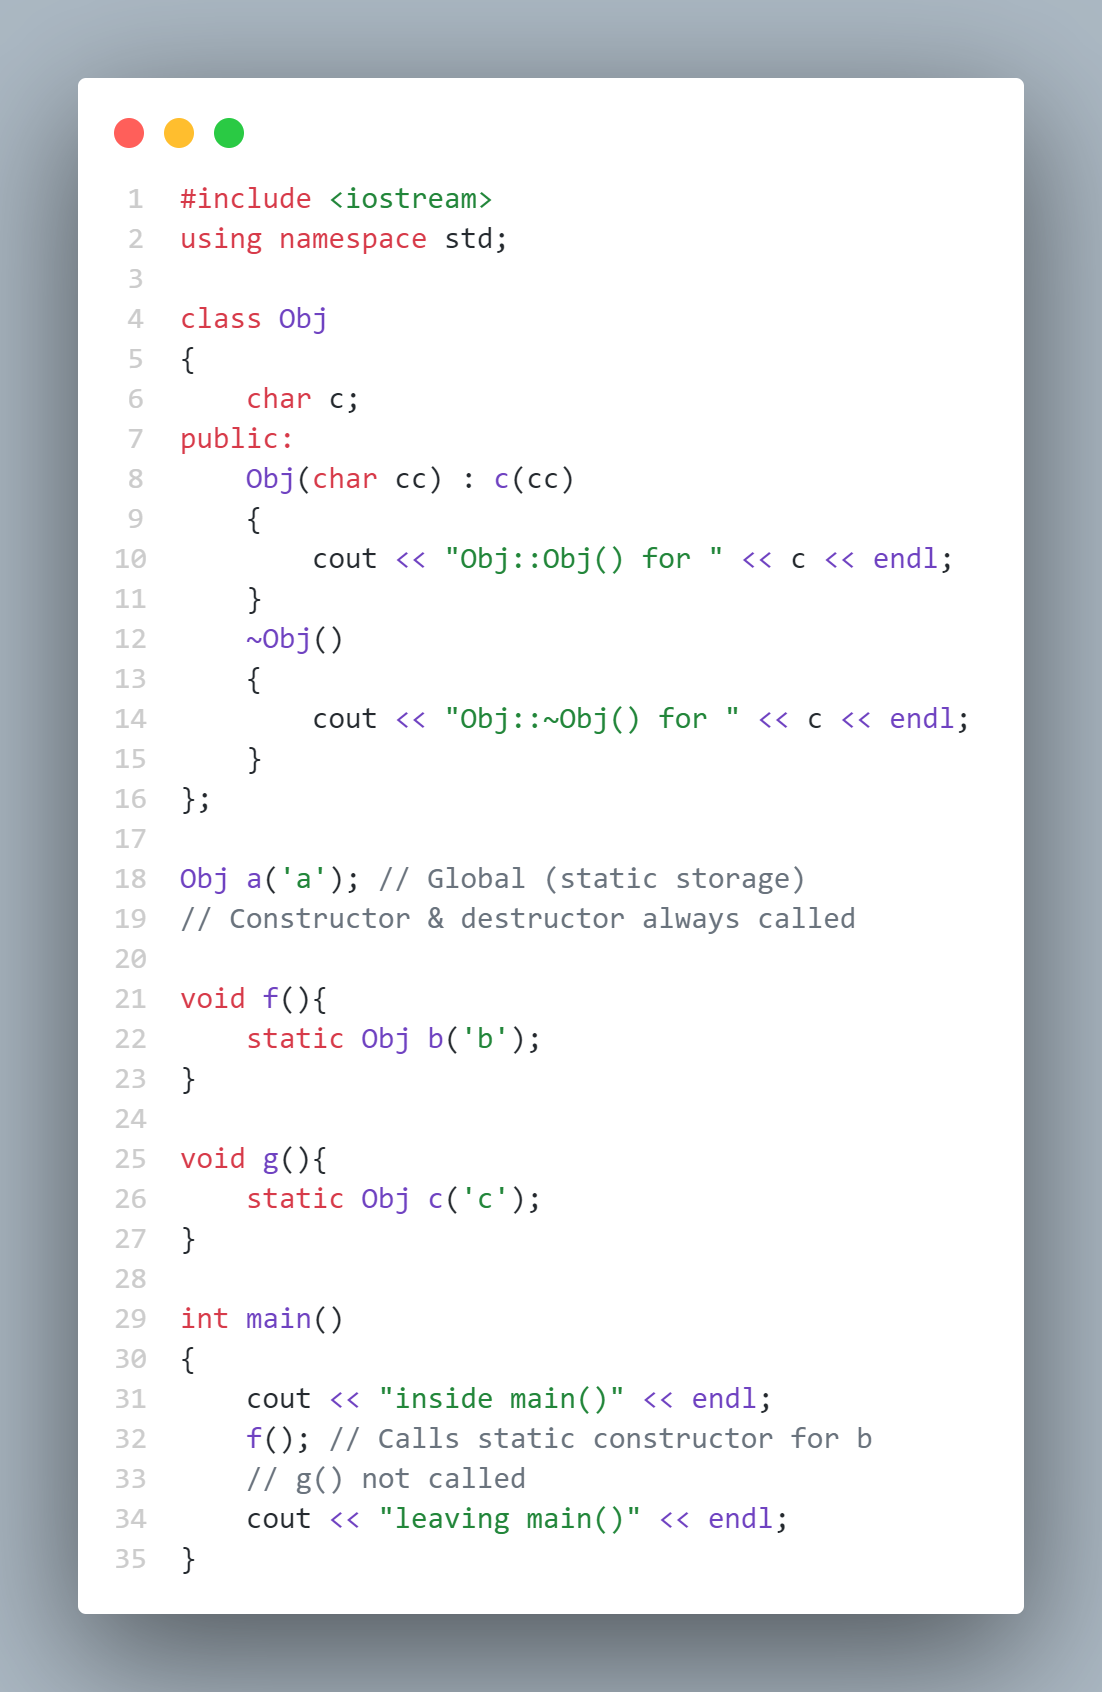 1 #include <iostream>
2 using namespace std;
3
4 class Obj
5 {
6     char c;
7 public:
8     Obj(char cc) : c(cc)
9     {
10         cout << "Obj::Obj() for " << c << endl;
11     }
12     ~Obj()
13     {
14         cout << "Obj::~Obj() for " << c << endl;
15     }
16 };
17
18 Obj a('a'); // Global (static storage)
19 // Constructor & destructor always called
20
21 void f(){
22     static Obj b('b');
23 }
24
25 void g(){
26     static Obj c('c');
27 }
28
29 int main()
30 {
31     cout << "inside main()" << endl;
32     f(); // Calls static constructor for b
33     // g() not called
34     cout << "leaving main()" << endl;
35 }